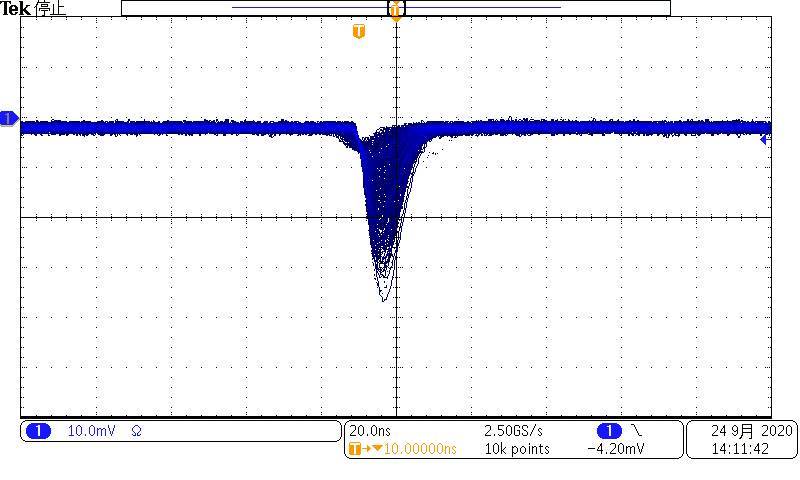 Tek 停止
T
T
1
1 10.0mV Ω
20.0ns 2.50GS/s 1
T→▼10.00000ns 10k points −4.20mV
24 9月 2020
14:11:42